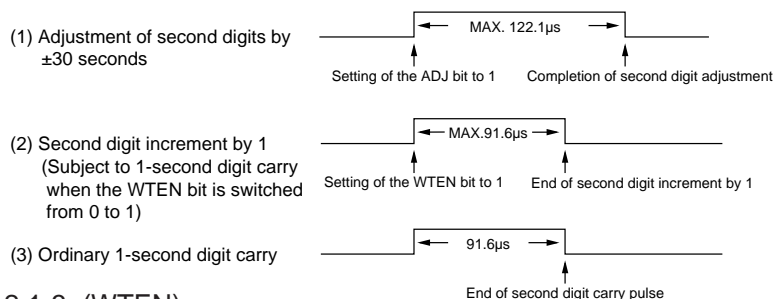 (1) Adjustment of second digits by
±30 seconds
MAX. 122.1µs
Setting of the ADJ bit to 1
Completion of second digit adjustment
(2) Second digit increment by 1
(Subject to 1-second digit carry
when the WTEN bit is switched
from 0 to 1)
MAX.91.6µs
Setting of the WTEN bit to 1
End of second digit increment by 1
(3) Ordinary 1-second digit carry
91.6µs
End of second digit carry pulse
(WTEN)